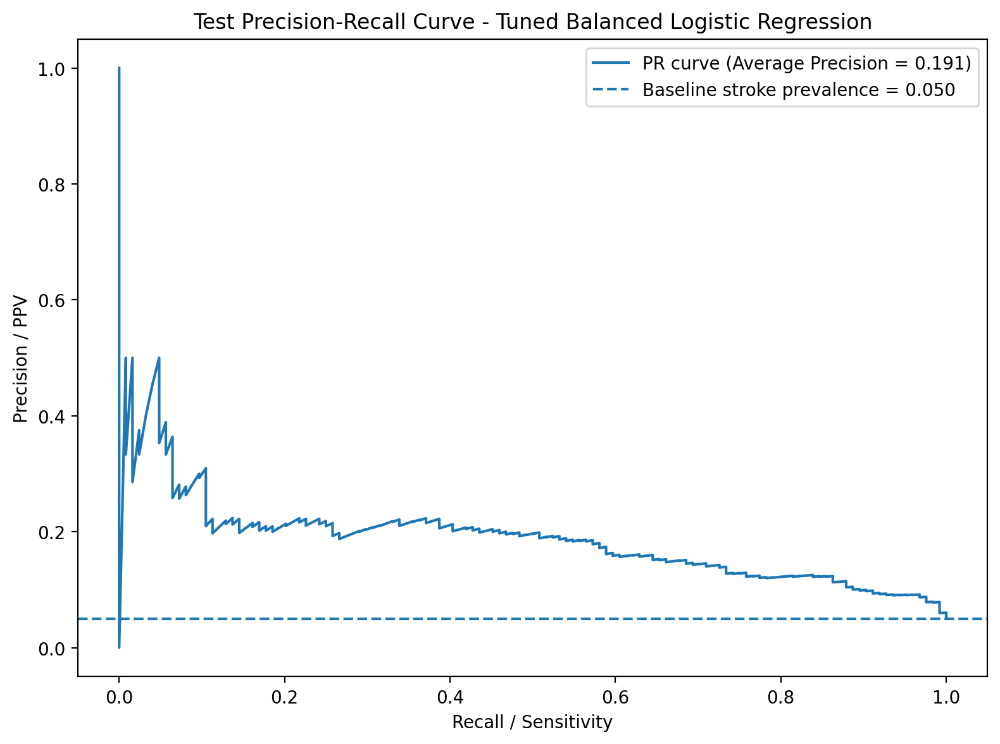 Test Precision-Recall Curve - Tuned Balanced Logistic Regression
PR curve (Average Precision = 0.191)
Baseline stroke prevalence = 0.050
Precision / PPV
1.0
0.8
0.6
0.4
0.2
0.0
0.0 0.2 0.4 0.6 0.8 1.0
Recall / Sensitivity